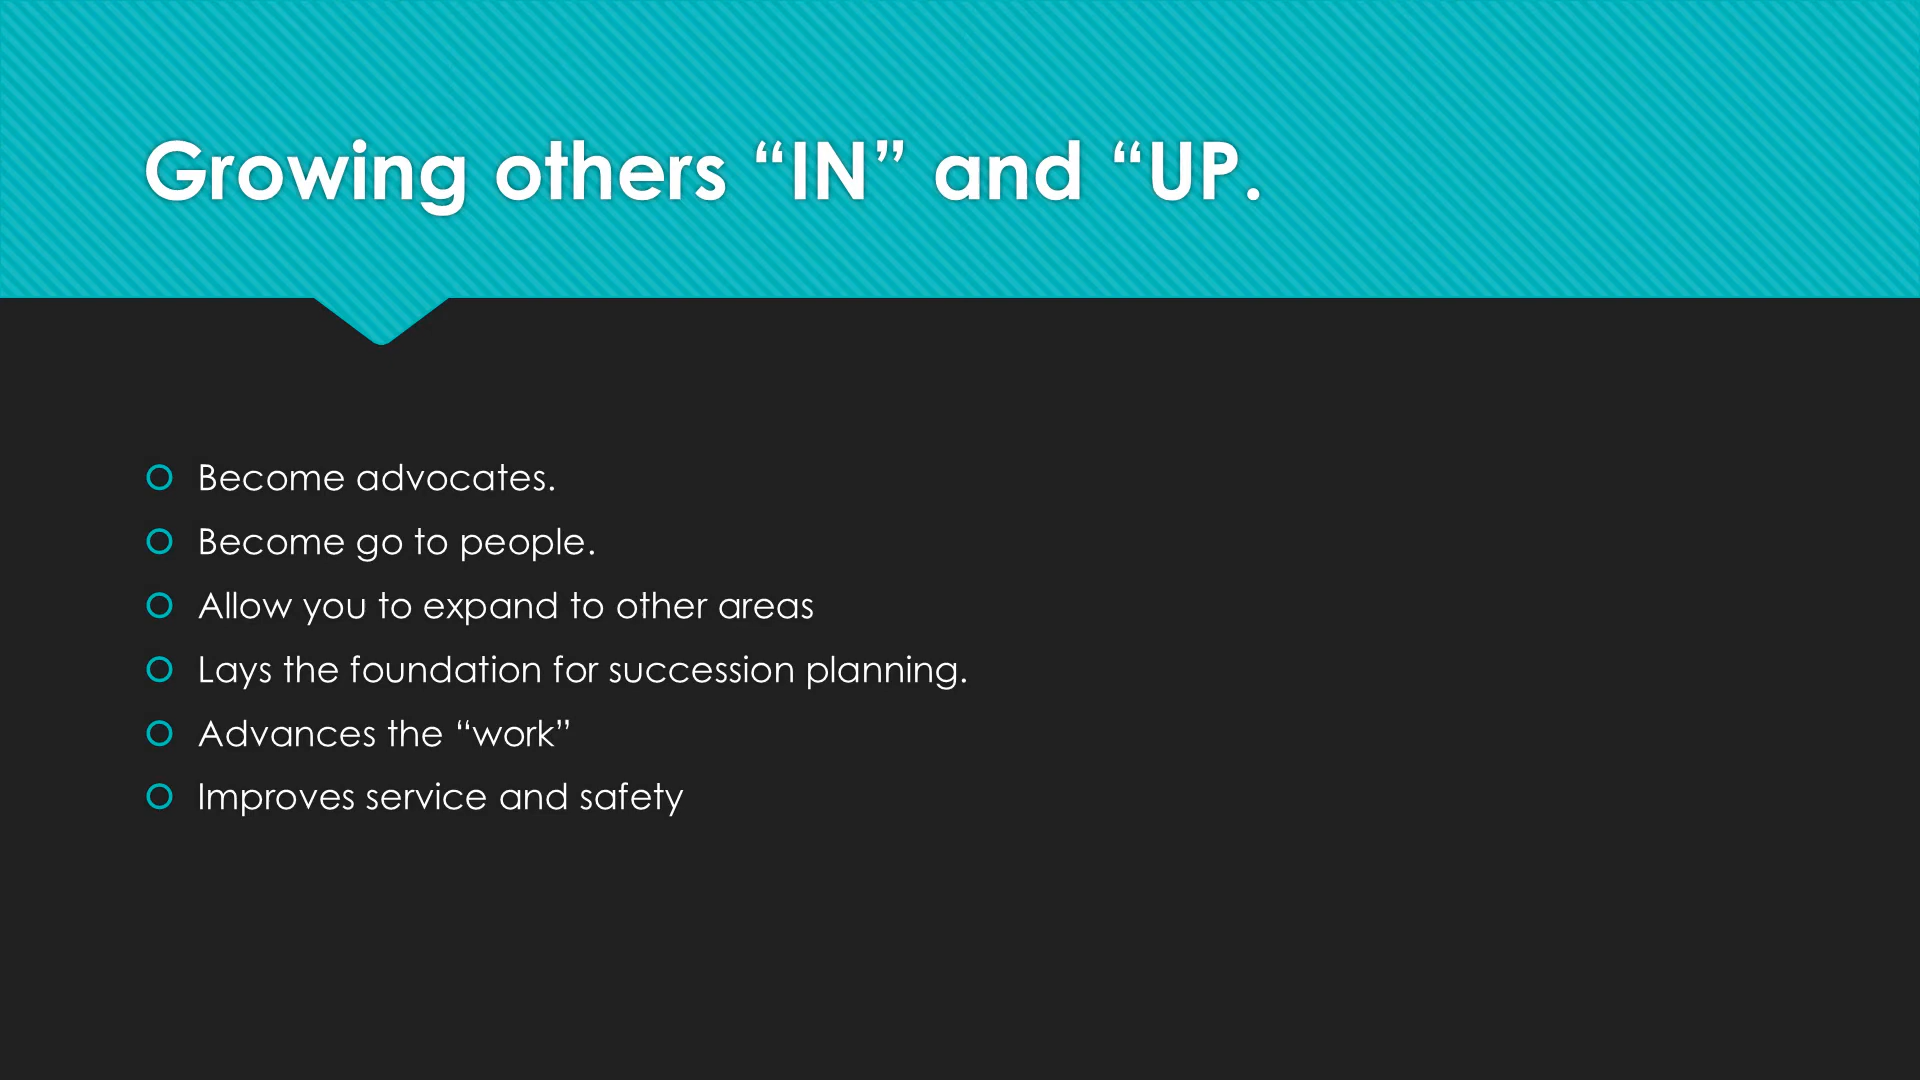 Growing others “IN” and “UP.
Become advocates.
Become go to people.
Allow you to expand to other areas
Lays the foundation for succession planning.
Advances the “work”
Improves service and safety